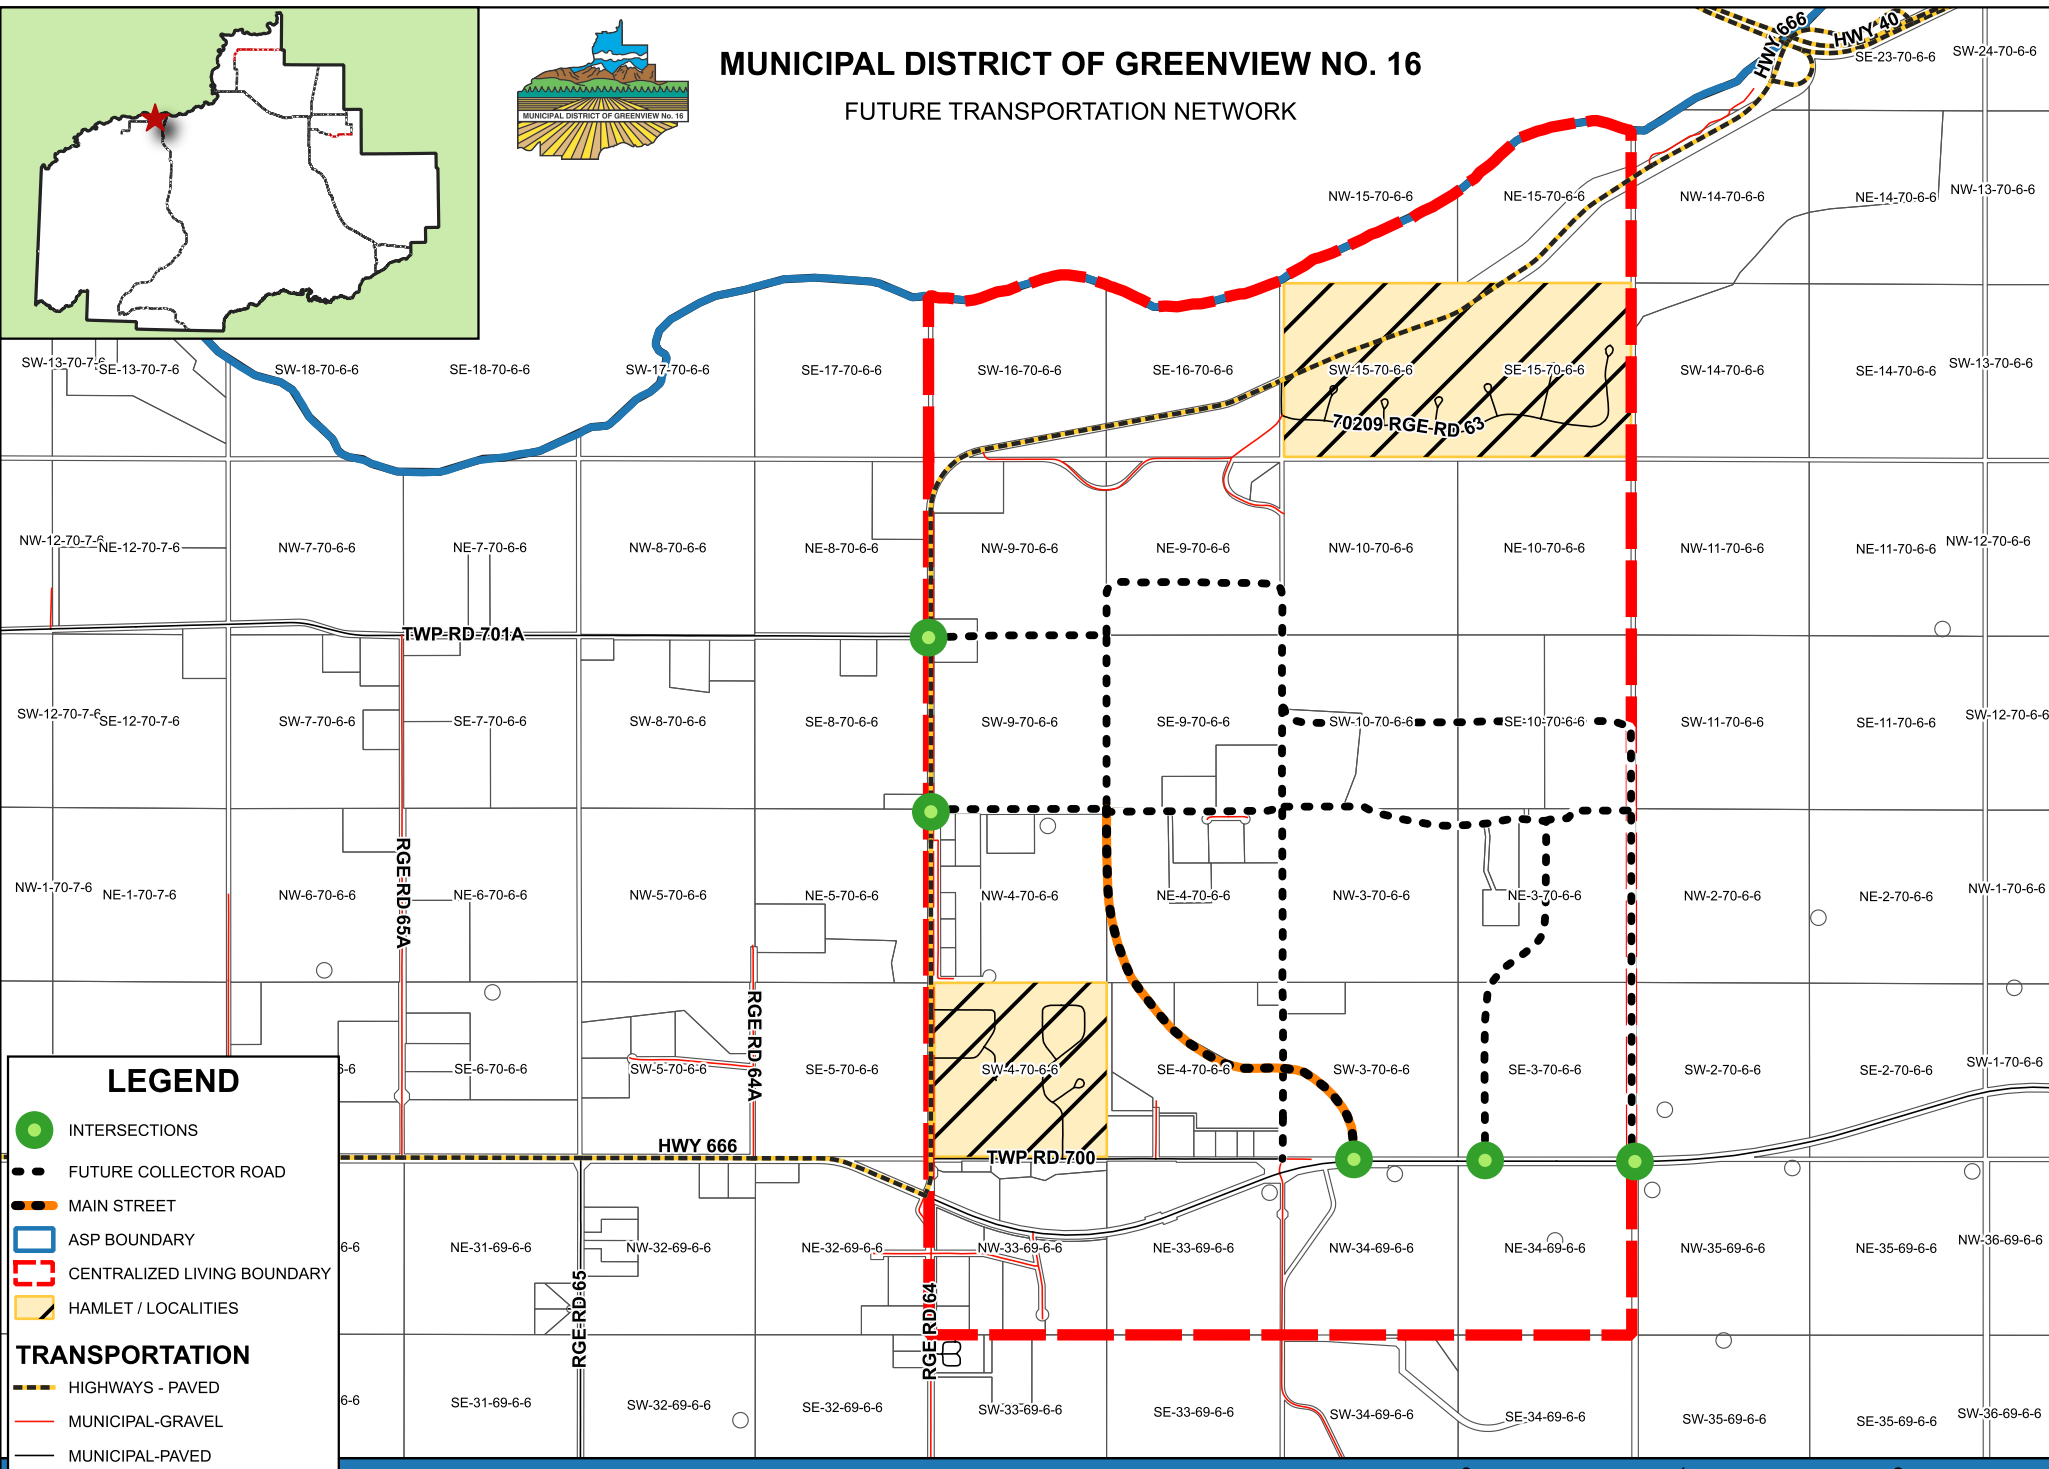 MUNICIPAL DISTRICT OF GREENVIEW NO. 16
FUTURE TRANSPORTATION NETWORK
MUNICIPAL DISTRICT OF GREENVIEW No. 16
HWY 666
HWY 40
SE-23-70-6-6
SW-24-70-6-6
NW-15-70-6-6
NE-15-70-6-6
NW-14-70-6-6
NE-14-70-6-6
NW-13-70-6-6
SW-13-70-7-6
SE-13-70-7-6
SW-18-70-6-6
SE-18-70-6-6
SW-17-70-6-6
SE-17-70-6-6
SW-16-70-6-6
SE-16-70-6-6
SW-15-70-6-6
SE-15-70-6-6
SW-14-70-6-6
SE-14-70-6-6
SW-13-70-6-6
70209 RGE RD 63
NW-12-70-7-6
NE-12-70-7-6
NW-7-70-6-6
NE-7-70-6-6
NW-8-70-6-6
NE-8-70-6-6
NW-9-70-6-6
NE-9-70-6-6
NW-10-70-6-6
NE-10-70-6-6
NW-11-70-6-6
NE-11-70-6-6
NW-12-70-6-6
TWP RD 701A
SW-12-70-7-6
SE-12-70-7-6
SW-7-70-6-6
SE-7-70-6-6
SW-8-70-6-6
SE-8-70-6-6
SW-9-70-6-6
SE-9-70-6-6
SW-10-70-6-6
SE-10-70-6-6
SW-11-70-6-6
SE-11-70-6-6
SW-12-70-6-6
RGE RD 65A
NW-1-70-7-6
NE-1-70-7-6
NW-6-70-6-6
NE-6-70-6-6
NW-5-70-6-6
NE-5-70-6-6
NW-4-70-6-6
NE-4-70-6-6
NW-3-70-6-6
NE-3-70-6-6
NW-2-70-6-6
NE-2-70-6-6
NW-1-70-6-6
RGE RD 64A
6-6
SE-6-70-6-6
SW-5-70-6-6
SE-5-70-6-6
SW-4-70-6-6
SE-4-70-6-6
SW-3-70-6-6
SE-3-70-6-6
SW-2-70-6-6
SE-2-70-6-6
SW-1-70-6-6
HWY 666
TWP RD 700
6-6
NE-31-69-6-6
NW-32-69-6-6
NE-32-69-6-6
NW-33-69-6-6
NE-33-69-6-6
NW-34-69-6-6
NE-34-69-6-6
NW-35-69-6-6
NE-35-69-6-6
NW-36-69-6-6
RGE RD 65
RGE RD 64
6-6
SE-31-69-6-6
SW-32-69-6-6
SE-32-69-6-6
SW-33-69-6-6
SE-33-69-6-6
SW-34-69-6-6
SE-34-69-6-6
SW-35-69-6-6
SE-35-69-6-6
SW-36-69-6-6
LEGEND
INTERSECTIONS
FUTURE COLLECTOR ROAD
MAIN STREET
ASP BOUNDARY
CENTRALIZED LIVING BOUNDARY
HAMLET / LOCALITIES
TRANSPORTATION
HIGHWAYS - PAVED
MUNICIPAL-GRAVEL
MUNICIPAL-PAVED